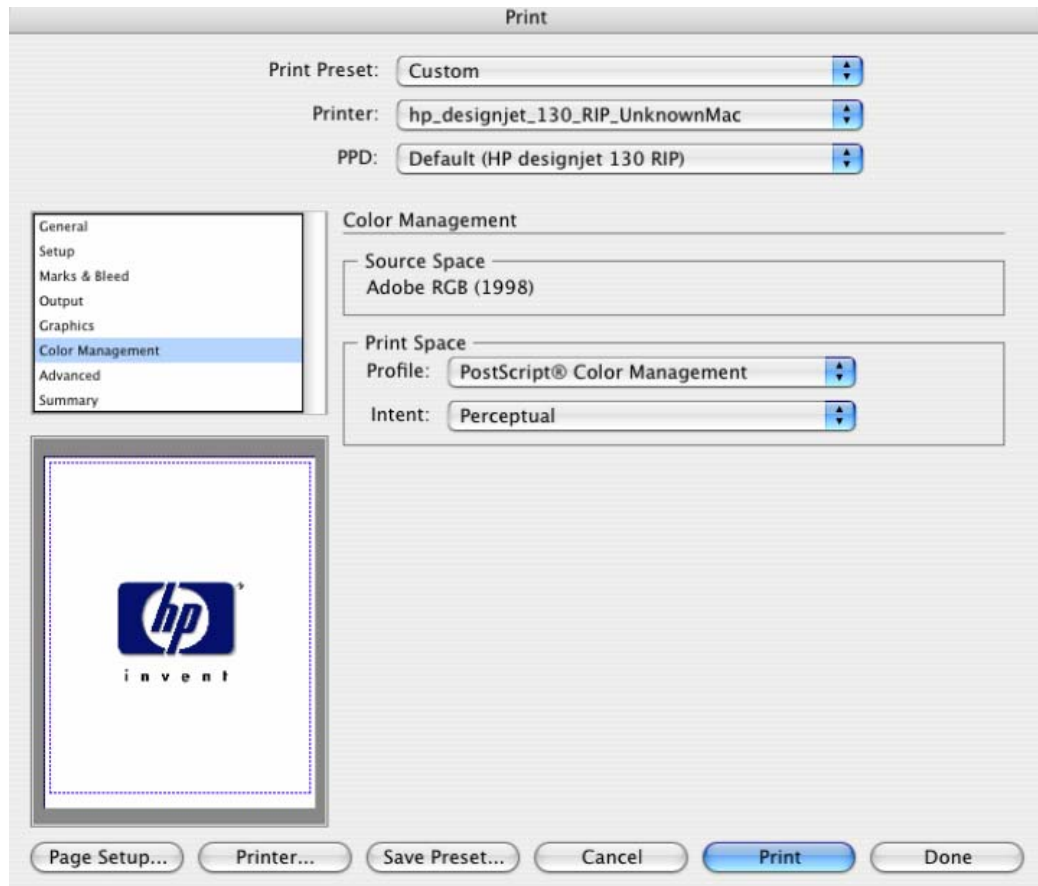 Print
Print Preset: Custom
Printer: hp_designjet_130_RIP_UnknownMac
PPD: Default (HP designjet 130 RIP)
General
Setup
Marks & Bleed
Output
Graphics
Color Management
Advanced
Summary
Color Management
Source Space
Adobe RGB (1998)
Print Space
Profile: PostScript® Color Management
Intent: Perceptual
hp
invent
Page Setup... Printer... Save Preset... Cancel Print Done